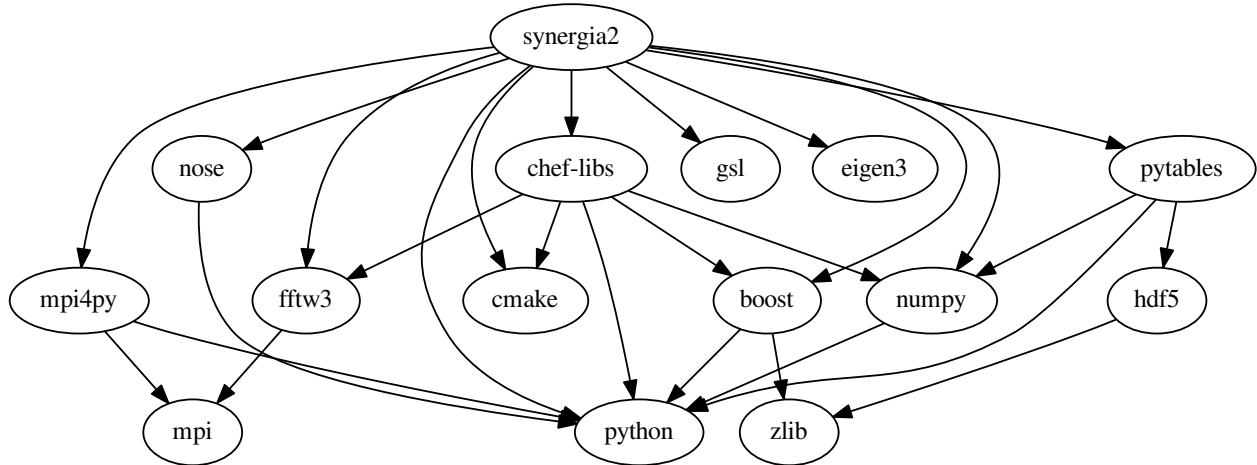 synergia2
nose
chef-libs
gsl
eigen3
pytables
mpi4py
fftw3
cmake
boost
numpy
hdf5
mpi
python
zlib